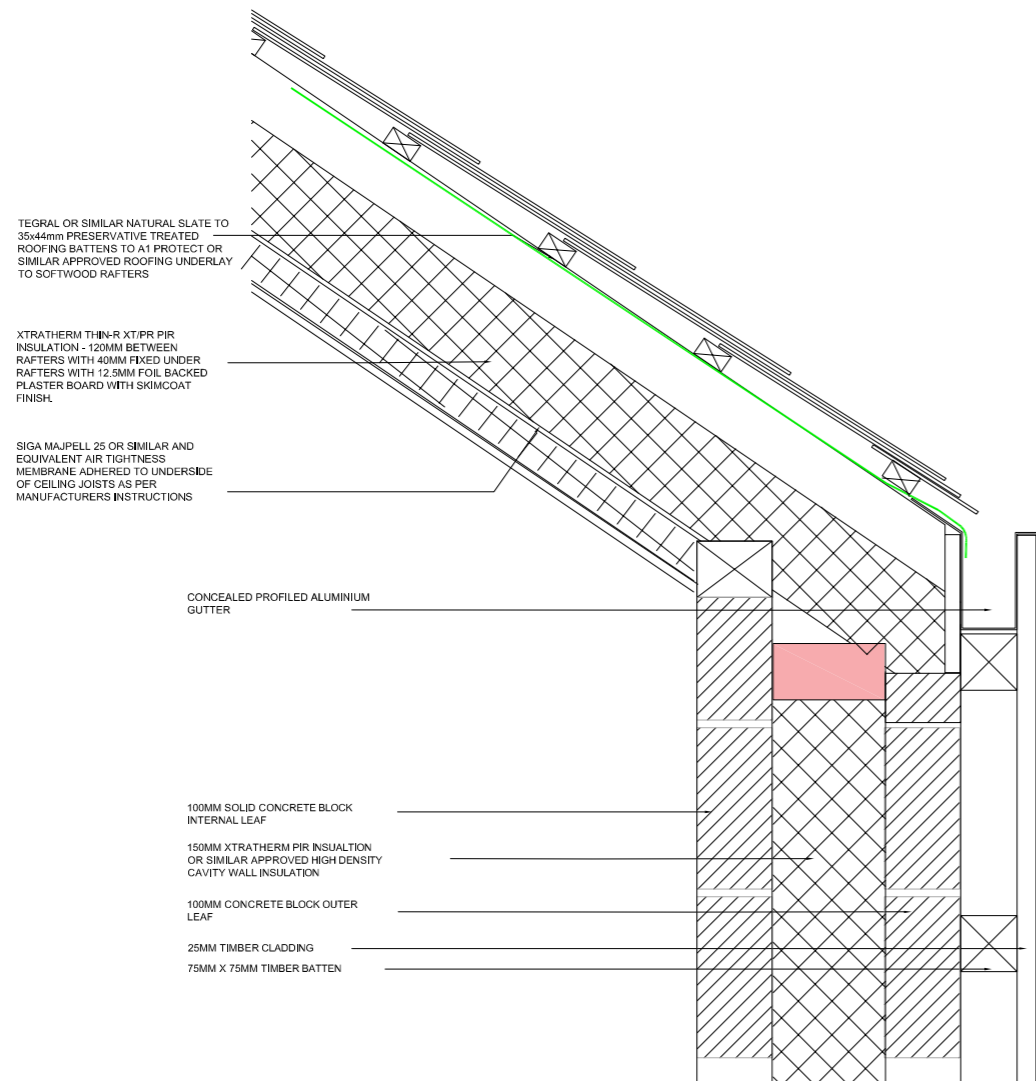 TEGRAL OR SIMILAR NATURAL SLATE TO
35x44mm PRESERVATIVE TREATED
ROOFING BATTENS TO A1 PROTECT OR
SIMILAR APPROVED ROOFING UNDERLAY
TO SOFTWOOD RAFTERS
XTRATHERM THIN-R XT/PR PIR
INSULATION - 120MM BETWEEN
RAFTERS WITH 40MM FIXED UNDER
RAFTERS WITH 12.5MM FOIL BACKED
PLASTER BOARD WITH SKIMCOAT
FINISH.
SIGA MAJPELL 25 OR SIMILAR AND
EQUIVALENT AIR TIGHTNESS
MEMBRANE ADHERED TO UNDERSIDE
OF CEILING JOISTS AS PER
MANUFACTURERS INSTRUCTIONS
CONCEALED PROFILED ALUMINIUM
GUTTER
100MM SOLID CONCRETE BLOCK
INTERNAL LEAF
150MM XTRATHERM PIR INSUALTION
OR SIMILAR APPROVED HIGH DENSITY
CAVITY WALL INSULATION
100MM CONCRETE BLOCK OUTER
LEAF
25MM TIMBER CLADDING
75MM X 75MM TIMBER BATTEN